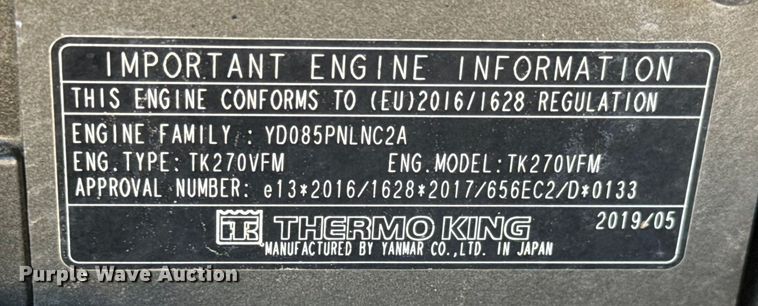 IMPORTANT ENGINE INFORMATION
THIS ENGINE CONFORMS TO (EU)2016/1628 REGULATION
ENGINE FAMILY : YD085PNLNC2A
ENG.TYPE: TK270VFM ENG.MODEL: TK270VFM
APPROVAL NUMBER: e13*2016/1628*2017/656EC2/D*0133
TK THERMO KING 2019/05
MANUFACTURED BY YANMAR CO.,LTD. IN JAPAN
Purple Wave Auction